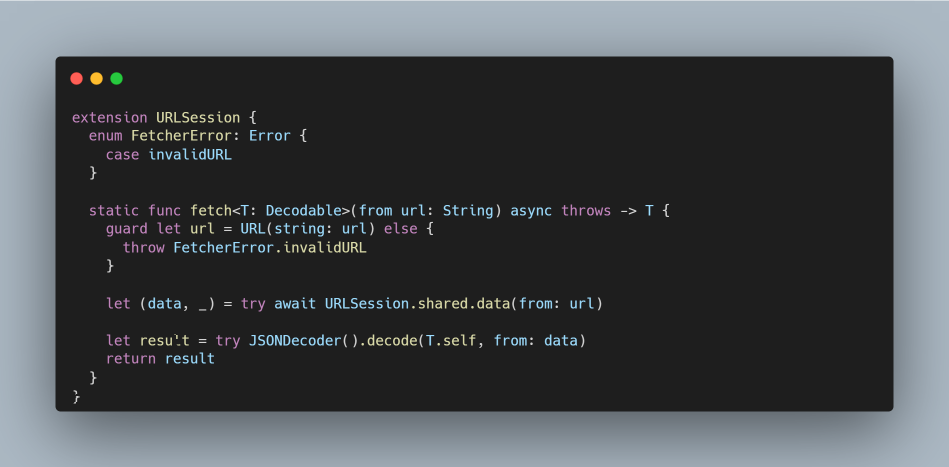 extension URLSession {
  enum FetcherError: Error {
    case invalidURL
  }

  static func fetch<T: Decodable>(from url: String) async throws -> T {
    guard let url = URL(string: url) else {
      throw FetcherError.invalidURL
    }

    let (data, _) = try await URLSession.shared.data(from: url)

    let result = try JSONDecoder().decode(T.self, from: data)
    return result
  }
}